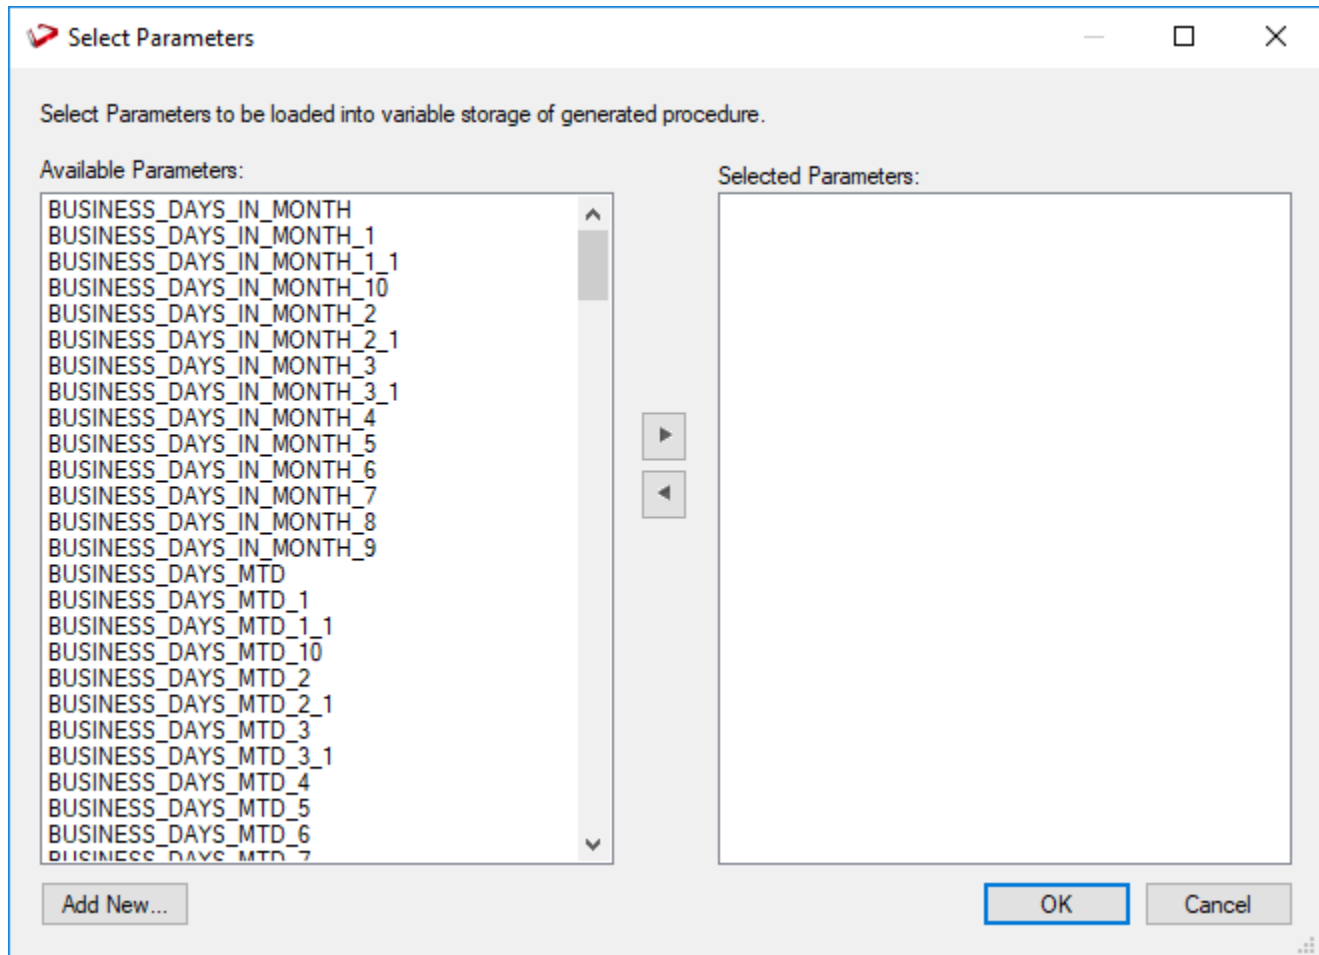 Select Parameters
Select Parameters to be loaded into variable storage of generated procedure.
Available Parameters:
BUSINESS_DAYS_IN_MONTH
BUSINESS_DAYS_IN_MONTH_1
BUSINESS_DAYS_IN_MONTH_1_1
BUSINESS_DAYS_IN_MONTH_10
BUSINESS_DAYS_IN_MONTH_2
BUSINESS_DAYS_IN_MONTH_2_1
BUSINESS_DAYS_IN_MONTH_3
BUSINESS_DAYS_IN_MONTH_3_1
BUSINESS_DAYS_IN_MONTH_4
BUSINESS_DAYS_IN_MONTH_5
BUSINESS_DAYS_IN_MONTH_6
BUSINESS_DAYS_IN_MONTH_7
BUSINESS_DAYS_IN_MONTH_8
BUSINESS_DAYS_IN_MONTH_9
BUSINESS_DAYS_MTD
BUSINESS_DAYS_MTD_1
BUSINESS_DAYS_MTD_1_1
BUSINESS_DAYS_MTD_10
BUSINESS_DAYS_MTD_2
BUSINESS_DAYS_MTD_2_1
BUSINESS_DAYS_MTD_3
BUSINESS_DAYS_MTD_3_1
BUSINESS_DAYS_MTD_4
BUSINESS_DAYS_MTD_5
BUSINESS_DAYS_MTD_6
BUSINESS_DAYS_MTD_7
Selected Parameters:
Add New...
OK
Cancel